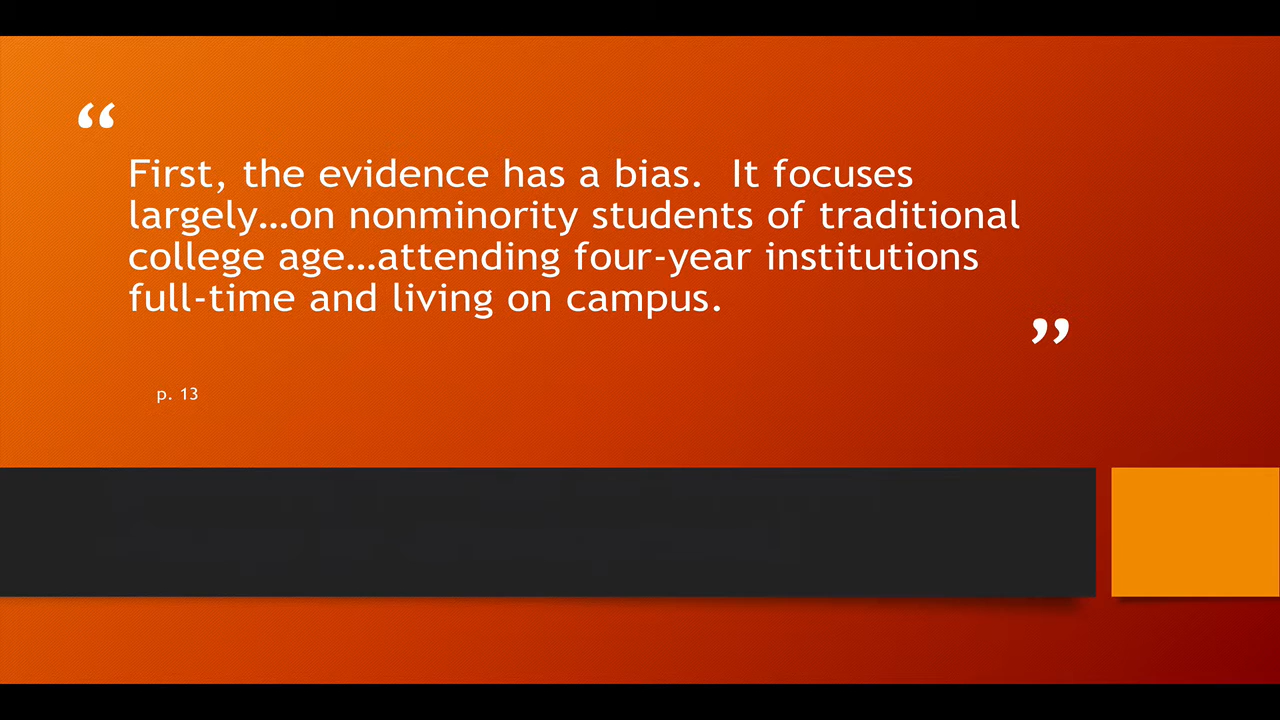 “
First, the evidence has a bias.  It focuses
largely…on nonminority students of traditional
college age…attending four-year institutions
full-time and living on campus.
”
p. 13